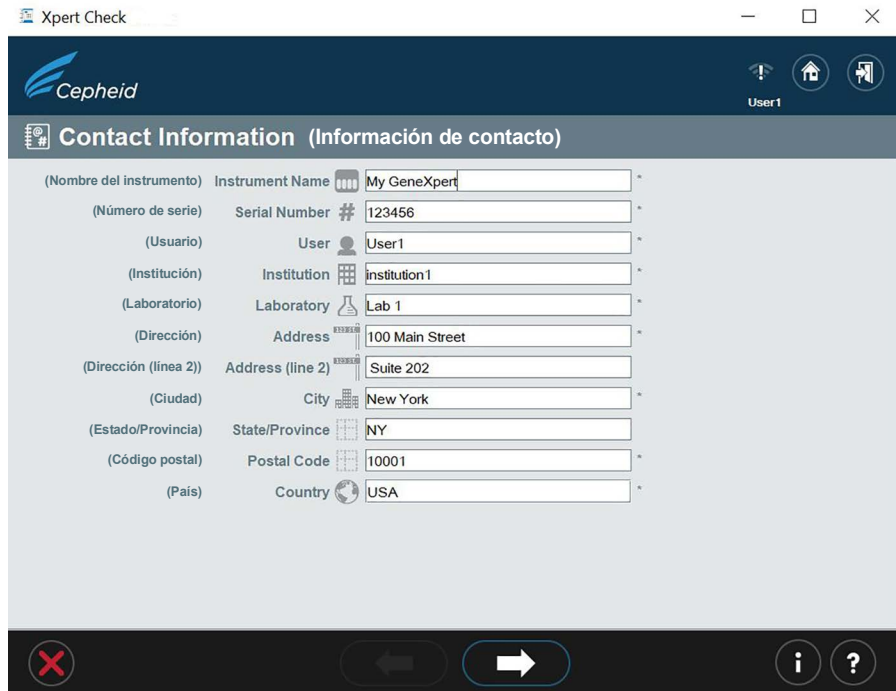 Xpert Check
Cepheid
User1
Contact Information (Información de contacto)
(Nombre del instrumento) Instrument Name My GeneXpert *
(Número de serie) Serial Number # 123456 *
(Usuario) User User1 *
(Institución) Institution institution1 *
(Laboratorio) Laboratory Lab 1 *
(Dirección) Address 100 Main Street *
(Dirección (línea 2)) Address (line 2) Suite 202
(Ciudad) City New York *
(Estado/Provincia) State/Province NY
(Código postal) Postal Code 10001 *
(País) Country USA *
i ?